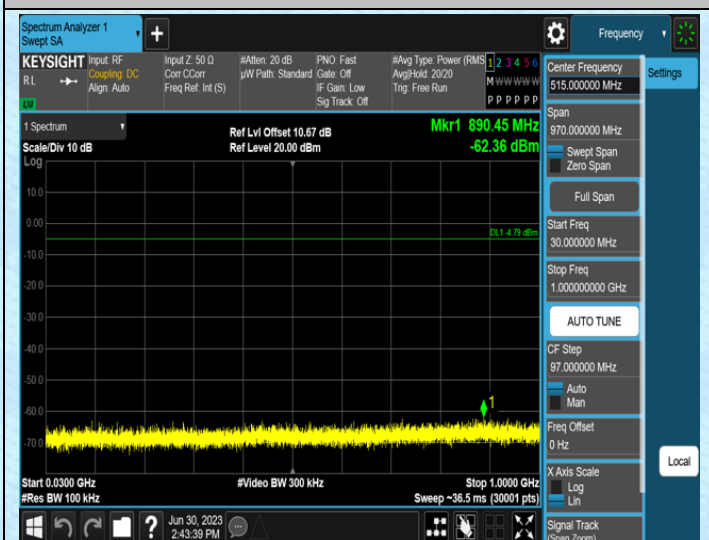 Spectrum Analyzer 1
Swept SA
+
Frequency
KEYSIGHT
RL
LW
Input: RF
Coupling: DC
Align: Auto
Input Z: 50 Ω
Corr CCorr
Freq Ref: Int (S)
#Atten: 20 dB
µW Path: Standard
PNO: Fast
Gate: Off
IF Gain: Low
Sig Track: Off
#Avg Type: Power (RMS
Avg|Hold: 20/20
Trig: Free Run
1 2 3 4 5 6
M W W W W W
P P P P P P
Center Frequency
515.000000 MHz
Settings
1 Spectrum
Scale/Div 10 dB
Log
Ref Lvl Offset 10.67 dB
Ref Level 20.00 dBm
Mkr1 890.45 MHz
-62.36 dBm
Span
970.000000 MHz
Swept Span
Zero Span
Full Span
Start Freq
30.000000 MHz
Stop Freq
1.000000000 GHz
AUTO TUNE
CF Step
97.000000 MHz
Auto
Man
Freq Offset
0 Hz
X Axis Scale
Log
Lin
Signal Track
(Span Zoom)
Local
10.0
0.00
DL1 -4.79 dBm
-10.0
-20.0
-30.0
-40.0
-50.0
-60.0
1
-70.0
Start 0.0300 GHz
#Res BW 100 kHz
#Video BW 300 kHz
Stop 1.0000 GHz
Sweep ~36.5 ms (30001 pts)
?
Jun 30, 2023
2:43:39 PM